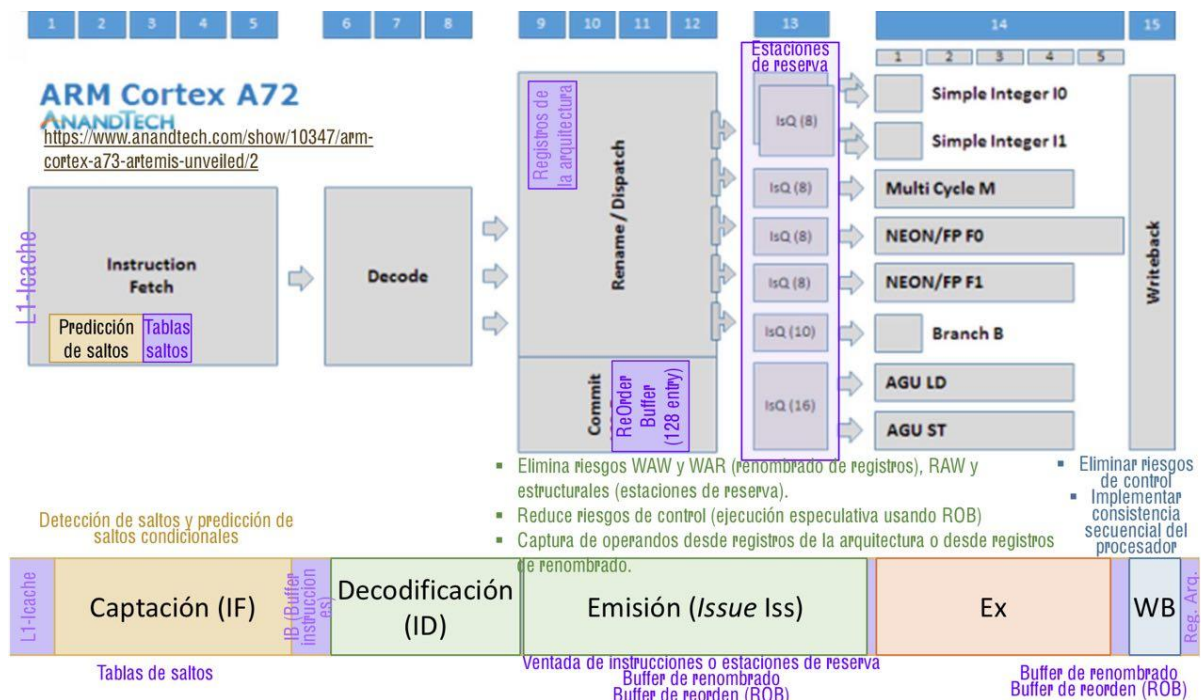 1 2 3 4 5 6 7 8 9 10 11 12 13 14 15
1 2 3 4 5
ARM Cortex A72
ANANDTECH
https://www.anandtech.com/show/10347/arm-
cortex-a73-artemis-unveiled/2
L1-Icache
Instruction
Fetch
Predicción
de saltos
Tablas
saltos
Decode
Registros de
la arquitectura
Rename / Dispatch
Commit
ReOrder
Buffer
(128 entry)
Estaciones
de reserva
IsQ (8)
IsQ (8)
IsQ (8)
IsQ (8)
IsQ (10)
IsQ (16)
Simple Integer I0
Simple Integer I1
Multi Cycle M
NEON/FP F0
NEON/FP F1
Branch B
AGU LD
AGU ST
Writeback
▪ Elimina riesgos WAW y WAR (renombrado de registros), RAW y
estructurales (estaciones de reserva).
▪ Reduce riesgos de control (ejecución especulativa usando ROB)
▪ Captura de operandos desde registros de la arquitectura o desde registros
de renombrado.
▪ Eliminar riesgos
de control
▪ Implementar
consistencia
secuencial del
procesador
Detección de saltos y predicción de
saltos condicionales
L1-Icache
Captación (IF)
IB (Buffer
instruccion
es)
Decodificación
(ID)
Emisión (Issue Iss)
Ex
WB
Reg. Arq.
Tablas de saltos
Ventada de instrucciones o estaciones de reserva
Buffer de renombrado
Buffer de reorden (ROB)
Buffer de renombrado
Buffer de reorden (ROB)